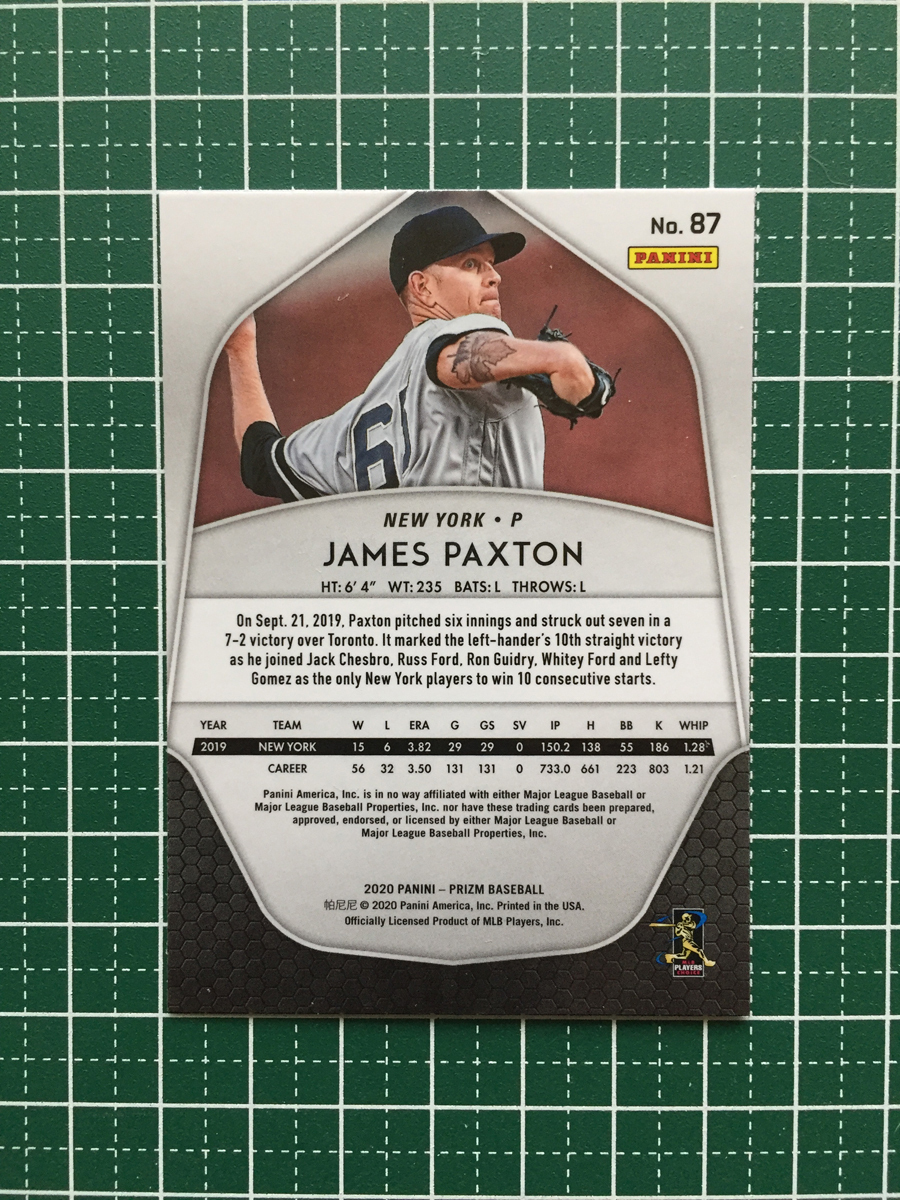 No. 87
PANINI
6
NEW YORK • P
JAMES PAXTON
HT: 6' 4" WT: 235 BATS: L THROWS: L
On Sept. 21, 2019, Paxton pitched six innings and struck out seven in a
7-2 victory over Toronto. It marked the left-hander's 10th straight victory
as he joined Jack Chesbro, Russ Ford, Ron Guidry, Whitey Ford and Lefty
Gomez as the only New York players to win 10 consecutive starts.
YEAR TEAM W L ERA G GS SV IP H BB K WHIP
2019 NEW YORK 15 6 3.82 29 29 0 150.2 138 55 186 1.28
CAREER 56 32 3.50 131 131 0 733.0 661 223 803 1.21
Panini America, Inc. is in no way affiliated with either Major League Baseball or
Major League Baseball Properties, Inc. nor have these trading cards been prepared,
approved, endorsed, or licensed by either Major League Baseball or
Major League Baseball Properties, Inc.
2020 PANINI – PRIZM BASEBALL
帕尼尼 © 2020 Panini America, Inc. Printed in the USA.
Officially Licensed Product of MLB Players, Inc.
MLB
PLAYERS
CHOICE